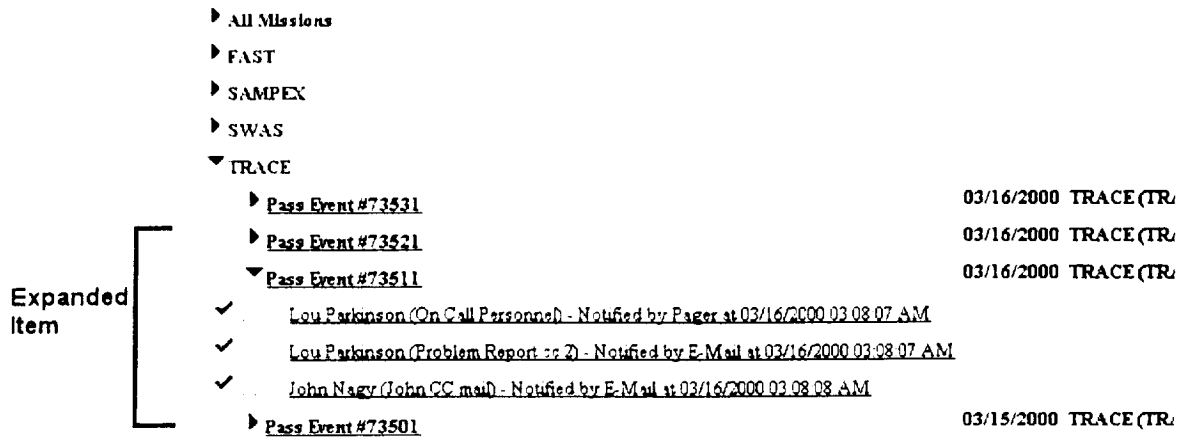 All Missions
FAST
SAMPEX
SWAS
TRACE
Pass Event #73531 03/16/2000 TRACE (TR
Pass Event #73521 03/16/2000 TRACE (TR
Pass Event #73511 03/16/2000 TRACE (TR
Expanded
Item
Lou Parkinson (On Call Personnel) - Notified by Pager at 03/16/2000 03:08:07 AM
Lou Parkinson (Problem Report cc 2) - Notified by E-Mail at 03/16/2000 03:08:07 AM
John Nagy (John CC mail) - Notified by E-Mail at 03/16/2000 03:08:08 AM
Pass Event #73501 03/15/2000 TRACE (TR